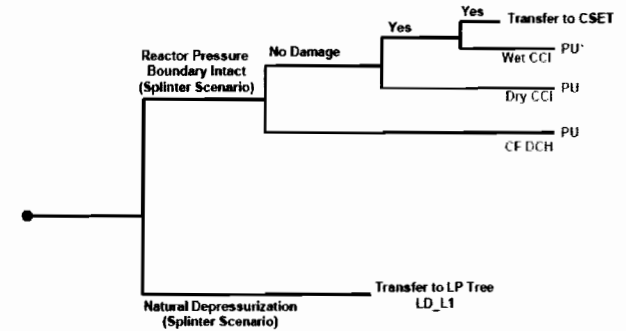 Yes
Transfer to CSET
Yes
PU'
Wet CCI
No Damage
Reactor Pressure
Boundary Intact
(Splinter Scenario)
PU
Dry CCI
PU
CF DCH
Transfer to LP Tree
LD_L1
Natural Depressurization
(Splinter Scenario)